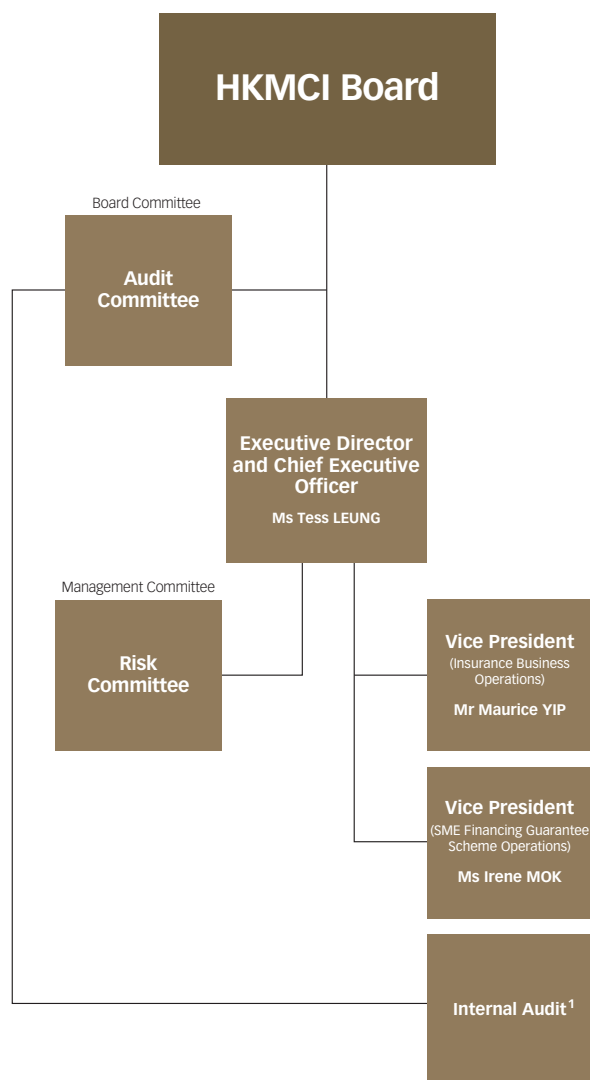 HKMCI Board
Board Committee
Audit
Committee
Executive Director
and Chief Executive
Officer
Ms Tess LEUNG
Management Committee
Risk
Committee
Vice President
(Insurance Business
Operations)
Mr Maurice YIP
Vice President
(SME Financing Guarantee
Scheme Operations)
Ms Irene MOK
Internal Audit¹